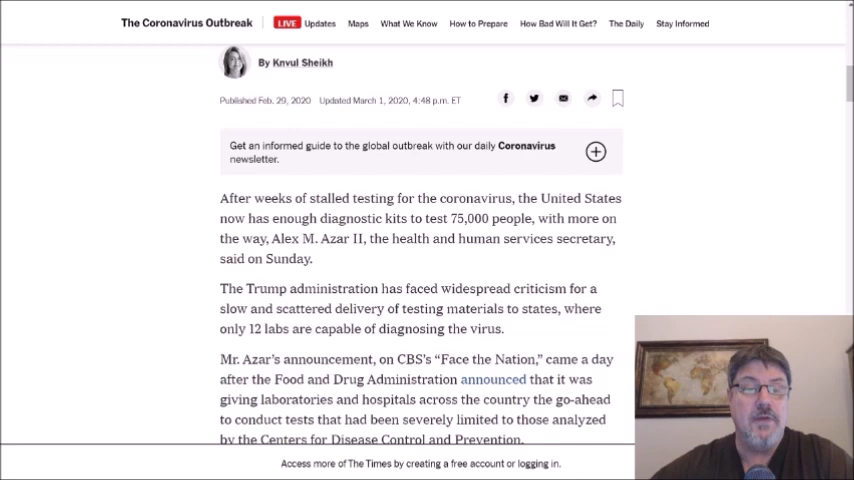 The Coronavirus Outbreak LIVE Updates Maps What We Know How to Prepare How Bad Will It Get? The Daily Stay Informed
By Knvul Sheikh
Published Feb. 29, 2020 Updated March 1, 2020, 4:48 p.m. ET
Get an informed guide to the global outbreak with our daily Coronavirus
newsletter.
After weeks of stalled testing for the coronavirus, the United States
now has enough diagnostic kits to test 75,000 people, with more on
the way, Alex M. Azar II, the health and human services secretary,
said on Sunday.
The Trump administration has faced widespread criticism for a
slow and scattered delivery of testing materials to states, where
only 12 labs are capable of diagnosing the virus.
Mr. Azar’s announcement, on CBS’s “Face the Nation,” came a day
after the Food and Drug Administration announced that it was
giving laboratories and hospitals across the country the go-ahead
to conduct tests that had been severely limited to those analyzed
by the Centers for Disease Control and Prevention.
Access more of The Times by creating a free account or logging in.